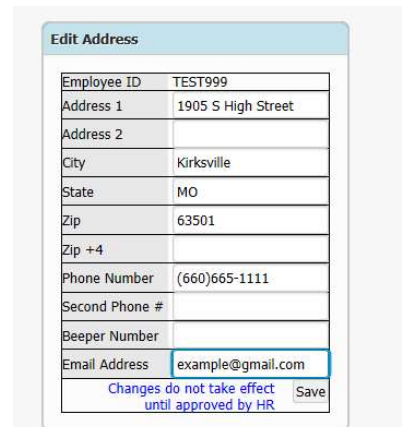 Edit Address
Employee ID TEST999
Address 1 1905 S High Street
Address 2
City Kirksville
State MO
Zip 63501
Zip +4
Phone Number (660)665-1111
Second Phone #
Beeper Number
Email Address example@gmail.com
Changes do not take effect Save
until approved by HR